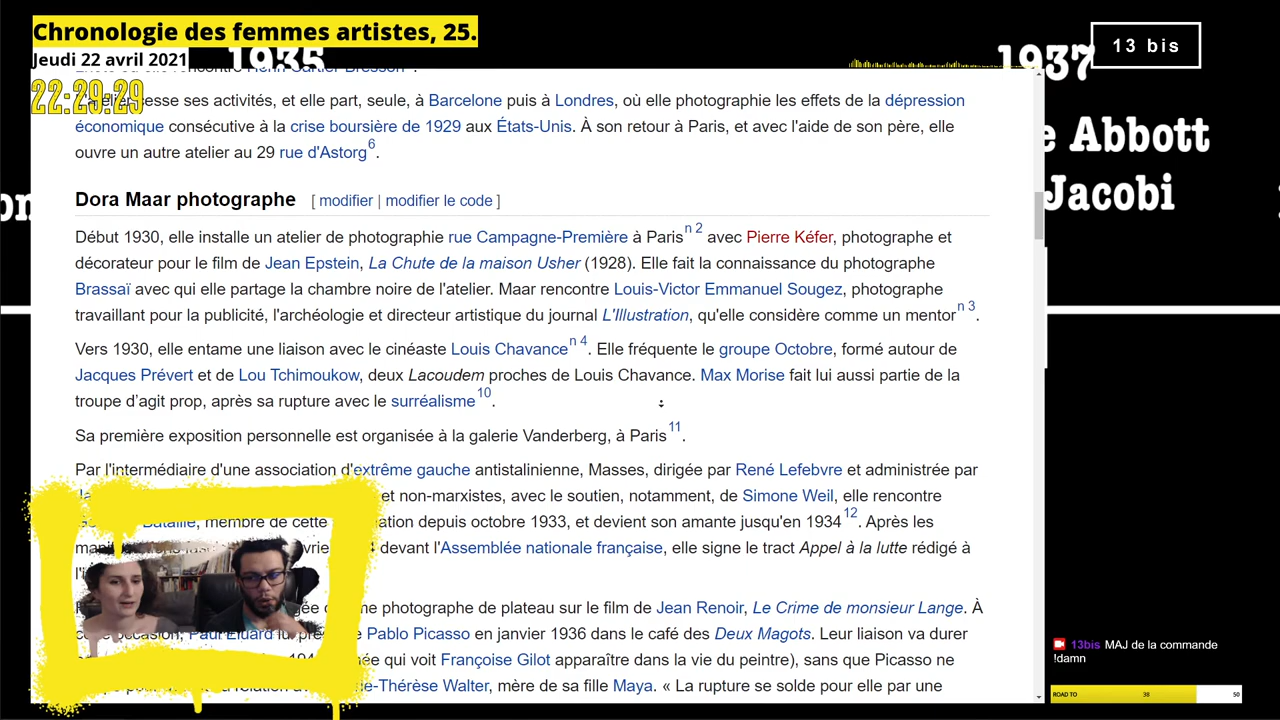 Chronologie des femmes artistes, 25.
Jeudi 22 avril 2021
1935
1937
13 bis
22:29:29
Abbott
Jacobi
cesse ses activités, et elle part, seule, à Barcelone puis à Londres, où elle photographie les effets de la dépression
économique consécutive à la crise boursière de 1929 aux États-Unis. À son retour à Paris, et avec l'aide de son père, elle
ouvre un autre atelier au 29 rue d'Astorg6.
Dora Maar photographe [ modifier | modifier le code ]
Début 1930, elle installe un atelier de photographie rue Campagne-Première à Parisn 2 avec Pierre Kéfer, photographe et
décorateur pour le film de Jean Epstein, La Chute de la maison Usher (1928). Elle fait la connaissance du photographe
Brassaï avec qui elle partage la chambre noire de l'atelier. Maar rencontre Louis-Victor Emmanuel Sougez, photographe
travaillant pour la publicité, l'archéologie et directeur artistique du journal L'Illustration, qu'elle considère comme un mentorn 3.
Vers 1930, elle entame une liaison avec le cinéaste Louis Chavancen 4. Elle fréquente le groupe Octobre, formé autour de
Jacques Prévert et de Lou Tchimoukow, deux Lacoudem proches de Louis Chavance. Max Morise fait lui aussi partie de la
troupe d’agit prop, après sa rupture avec le surréalisme10.
Sa première exposition personnelle est organisée à la galerie Vanderberg, à Paris11.
Par l'intermédiaire d'une association d'extrême gauche antistalinienne, Masses, dirigée par René Lefebvre et administrée par
et non-marxistes, avec le soutien, notamment, de Simone Weil, elle rencontre
Bataille, membre de cette ation depuis octobre 1933, et devient son amante jusqu'en 193412. Après les
devant l'Assemblée nationale française, elle signe le tract Appel à la lutte rédigé à
photographe de plateau sur le film de Jean Renoir, Le Crime de monsieur Lange. À
occasion, Paul Éluard lui Pablo Picasso en janvier 1936 dans le café des Deux Magots. Leur liaison va durer
qui voit Françoise Gilot apparaître dans la vie du peintre), sans que Picasso ne
e-Thérèse Walter, mère de sa fille Maya. « La rupture se solde pour elle par une
13bis MAJ de la commande
!damn
ROAD TO 38 50